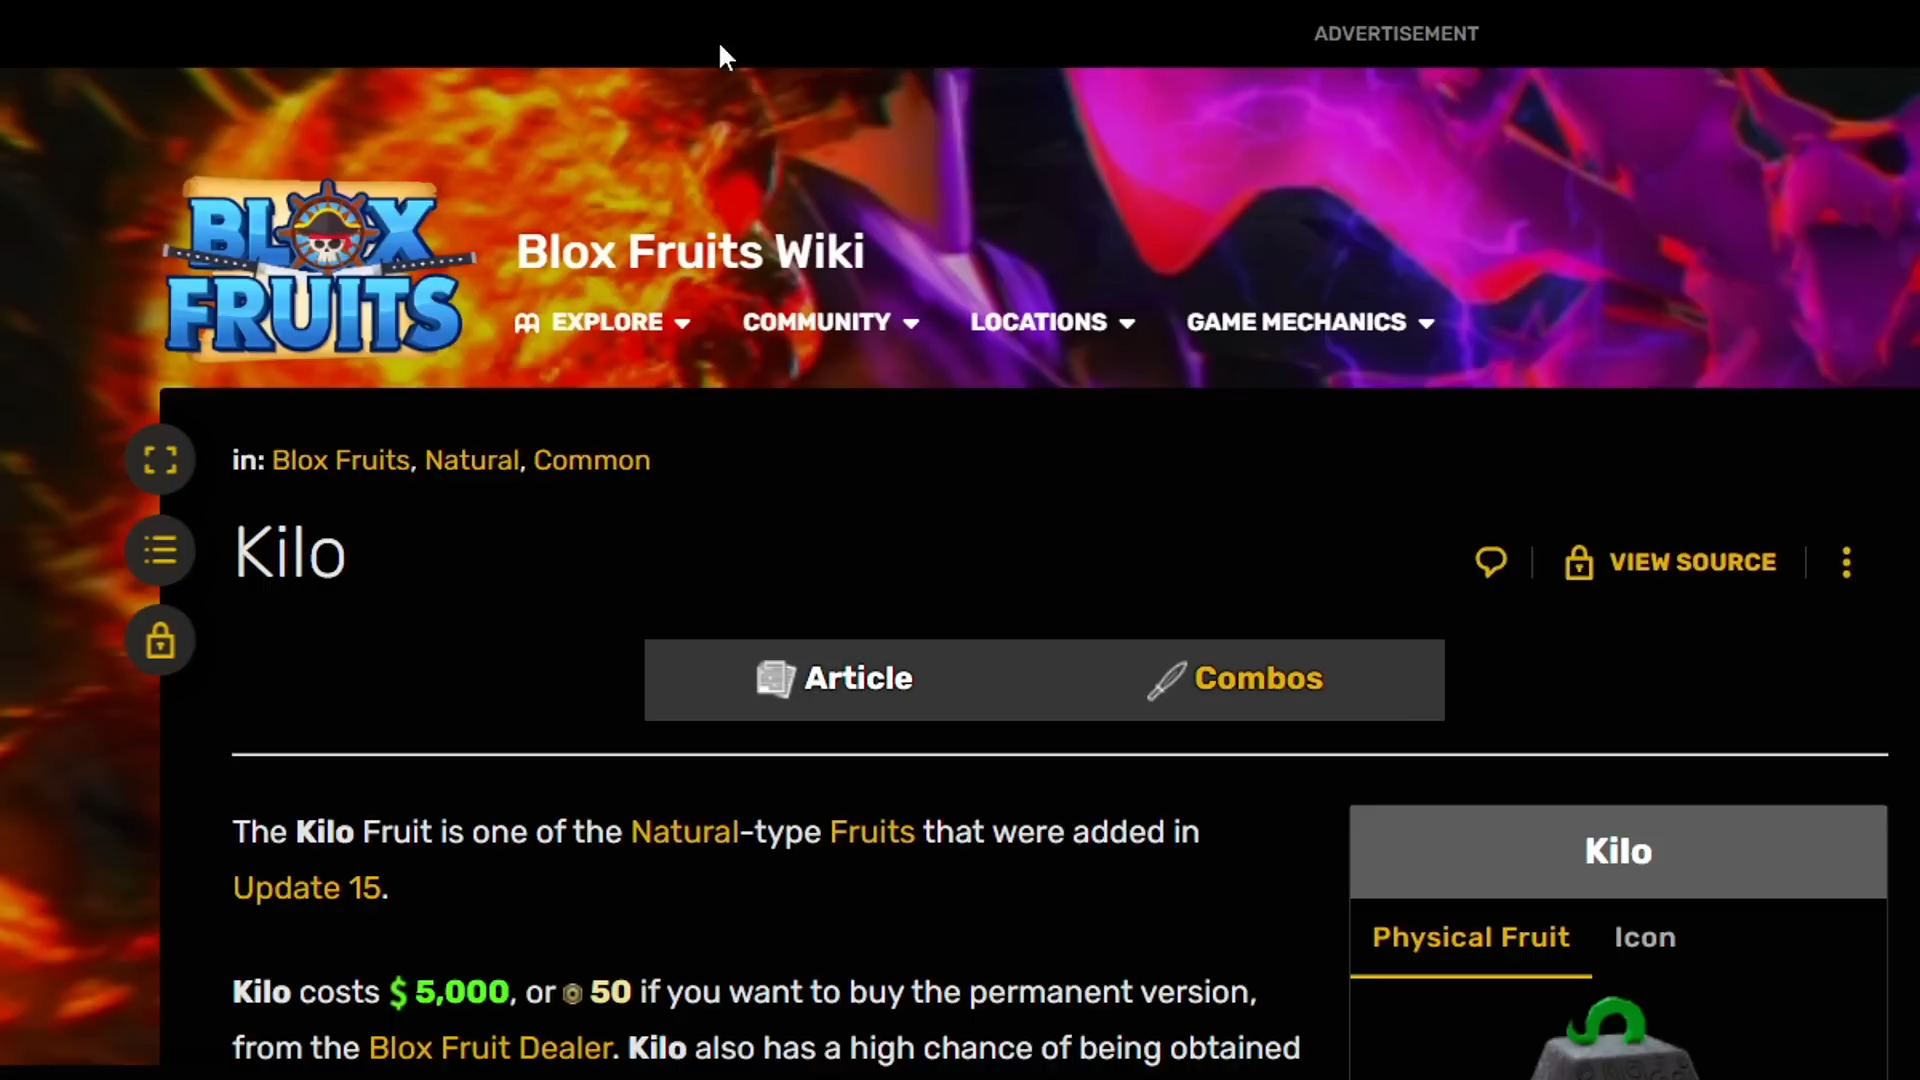 ADVERTISEMENT
BLOX
FRUITS
Blox Fruits Wiki
EXPLORE COMMUNITY LOCATIONS GAME MECHANICS
in: Blox Fruits, Natural, Common
Kilo
VIEW SOURCE
Article Combos
The Kilo Fruit is one of the Natural-type Fruits that were added in
Update 15.
Kilo costs $ 5,000, or 50 if you want to buy the permanent version,
from the Blox Fruit Dealer. Kilo also has a high chance of being obtained
Kilo
Physical Fruit Icon